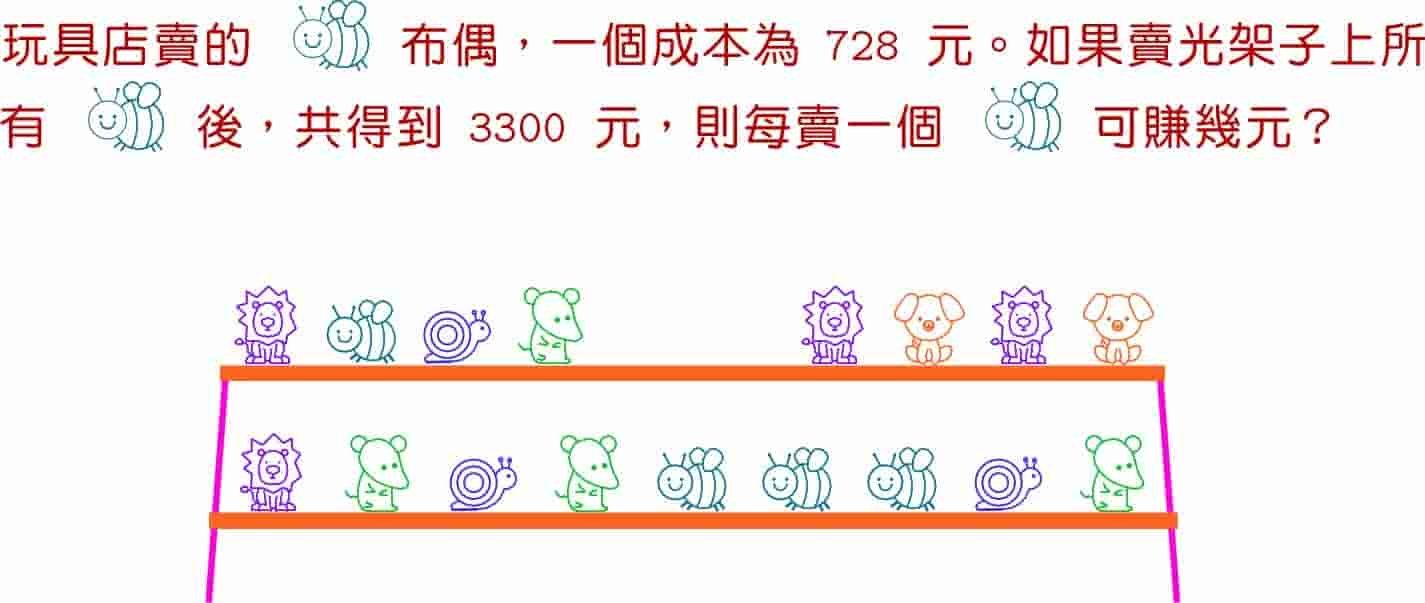 玩具店賣的 布偶，一個成本為 728 元。如果賣光架子上所
有 後，共得到 3300 元，則每賣一個 可賺幾元？